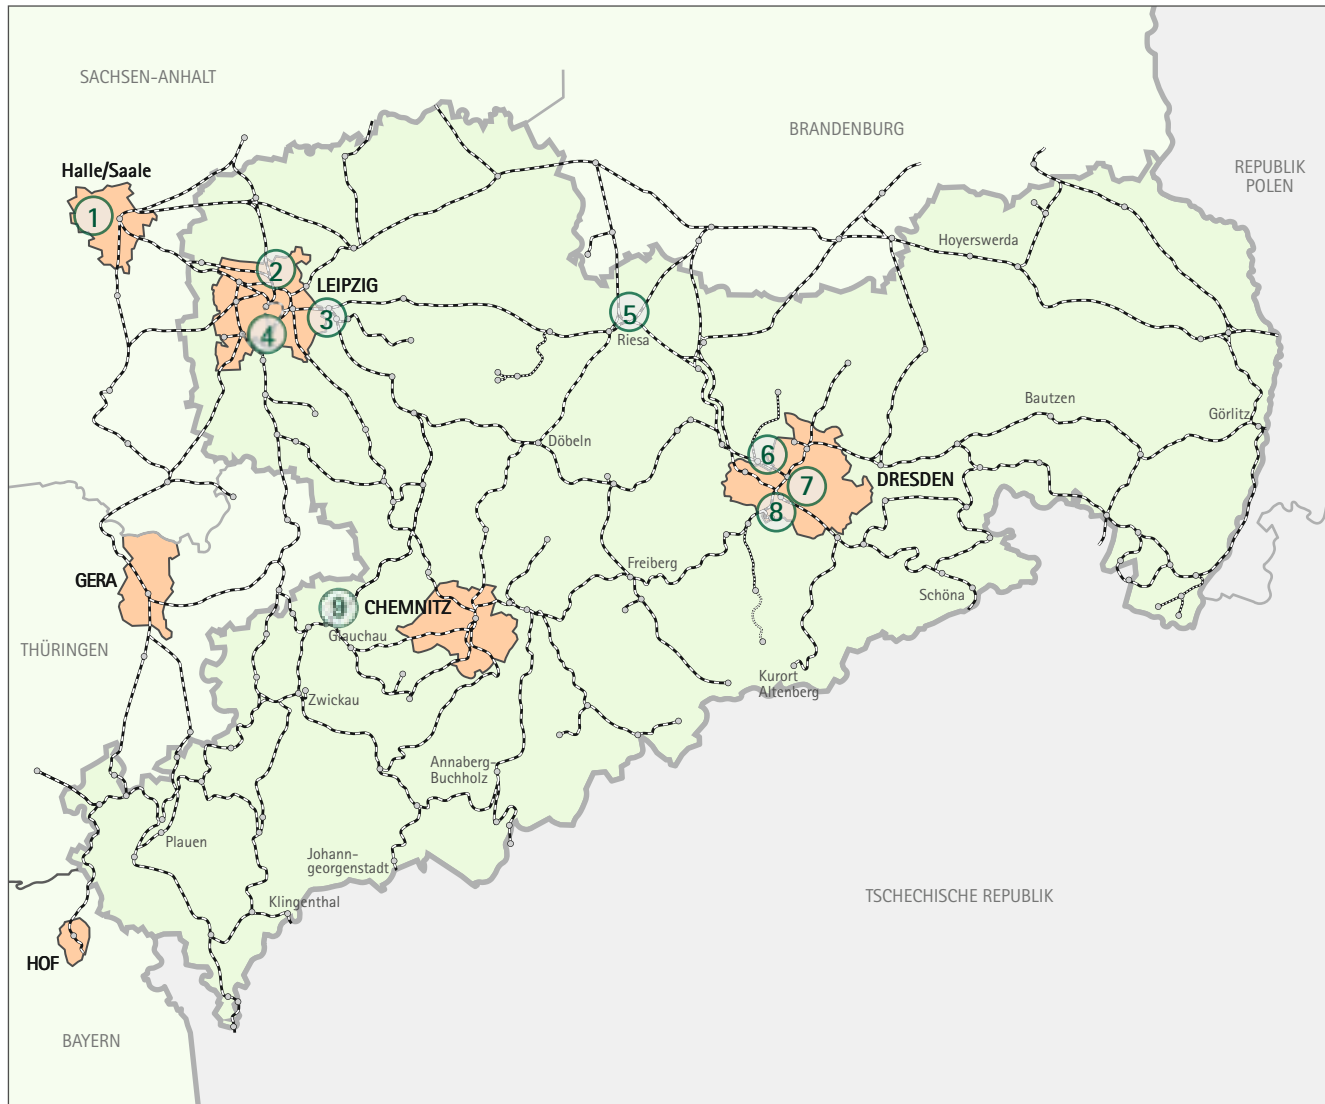 SACHSEN-ANHALT
BRANDENBURG
REPUBLIK
POLEN
Halle/Saale
1
Hoyerswerda
2
LEIPZIG
3
4
5
Riesa
Bautzen
Görlitz
Döbeln
6
7
8
DRESDEN
GERA
Freiberg
Schöna
9
CHEMNITZ
Glauchau
THÜRINGEN
Zwickau
Kurort
Altenberg
Annaberg-
Buchholz
Plauen
Johann-
georgenstadt
Klingenthal
TSCHECHISCHE REPUBLIK
HOF
BAYERN